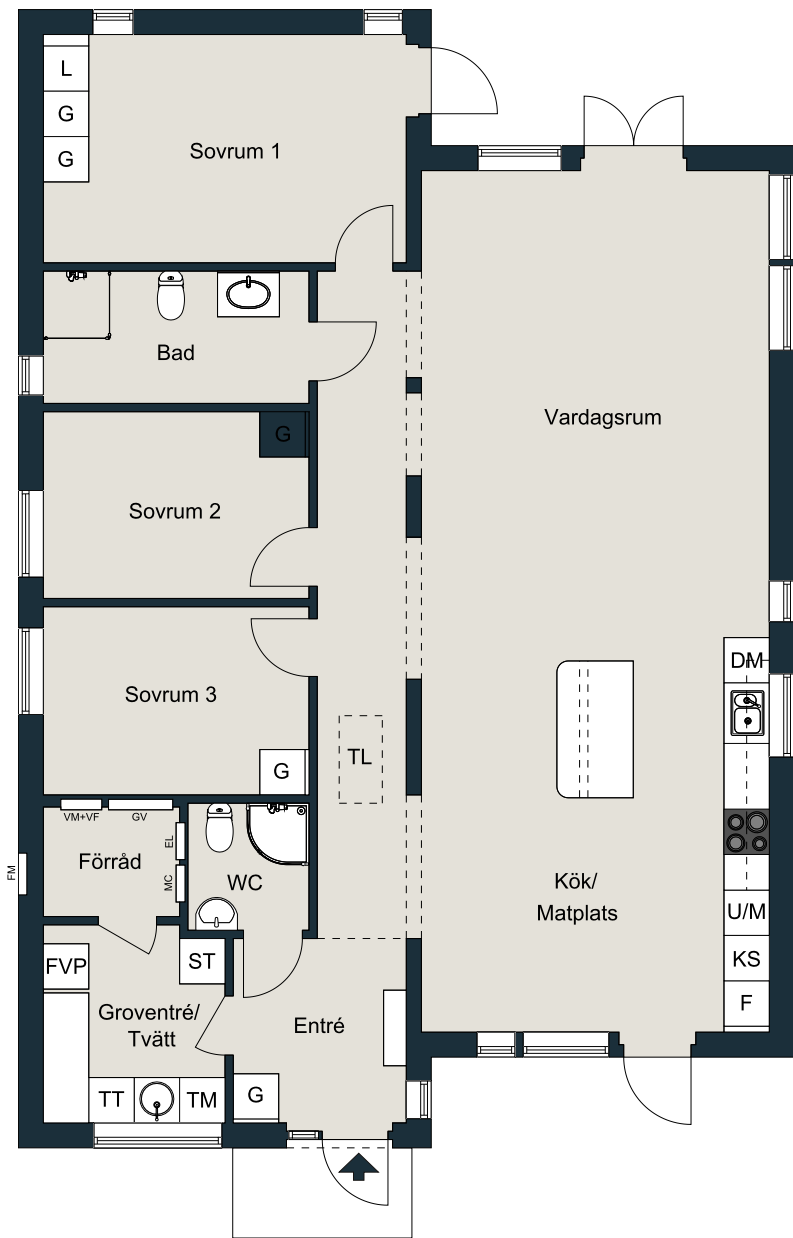 L
G
G
Sovrum 1
Bad
Vardagsrum
G
Sovrum 2
Sovrum 3
G
TL
DM
VM+VF
GV
EL
MC
FM
Förråd
WC
Kök/
Matplats
U/M
KS
F
FVP
ST
Groventré/
Tvätt
Entré
TT
TM
G